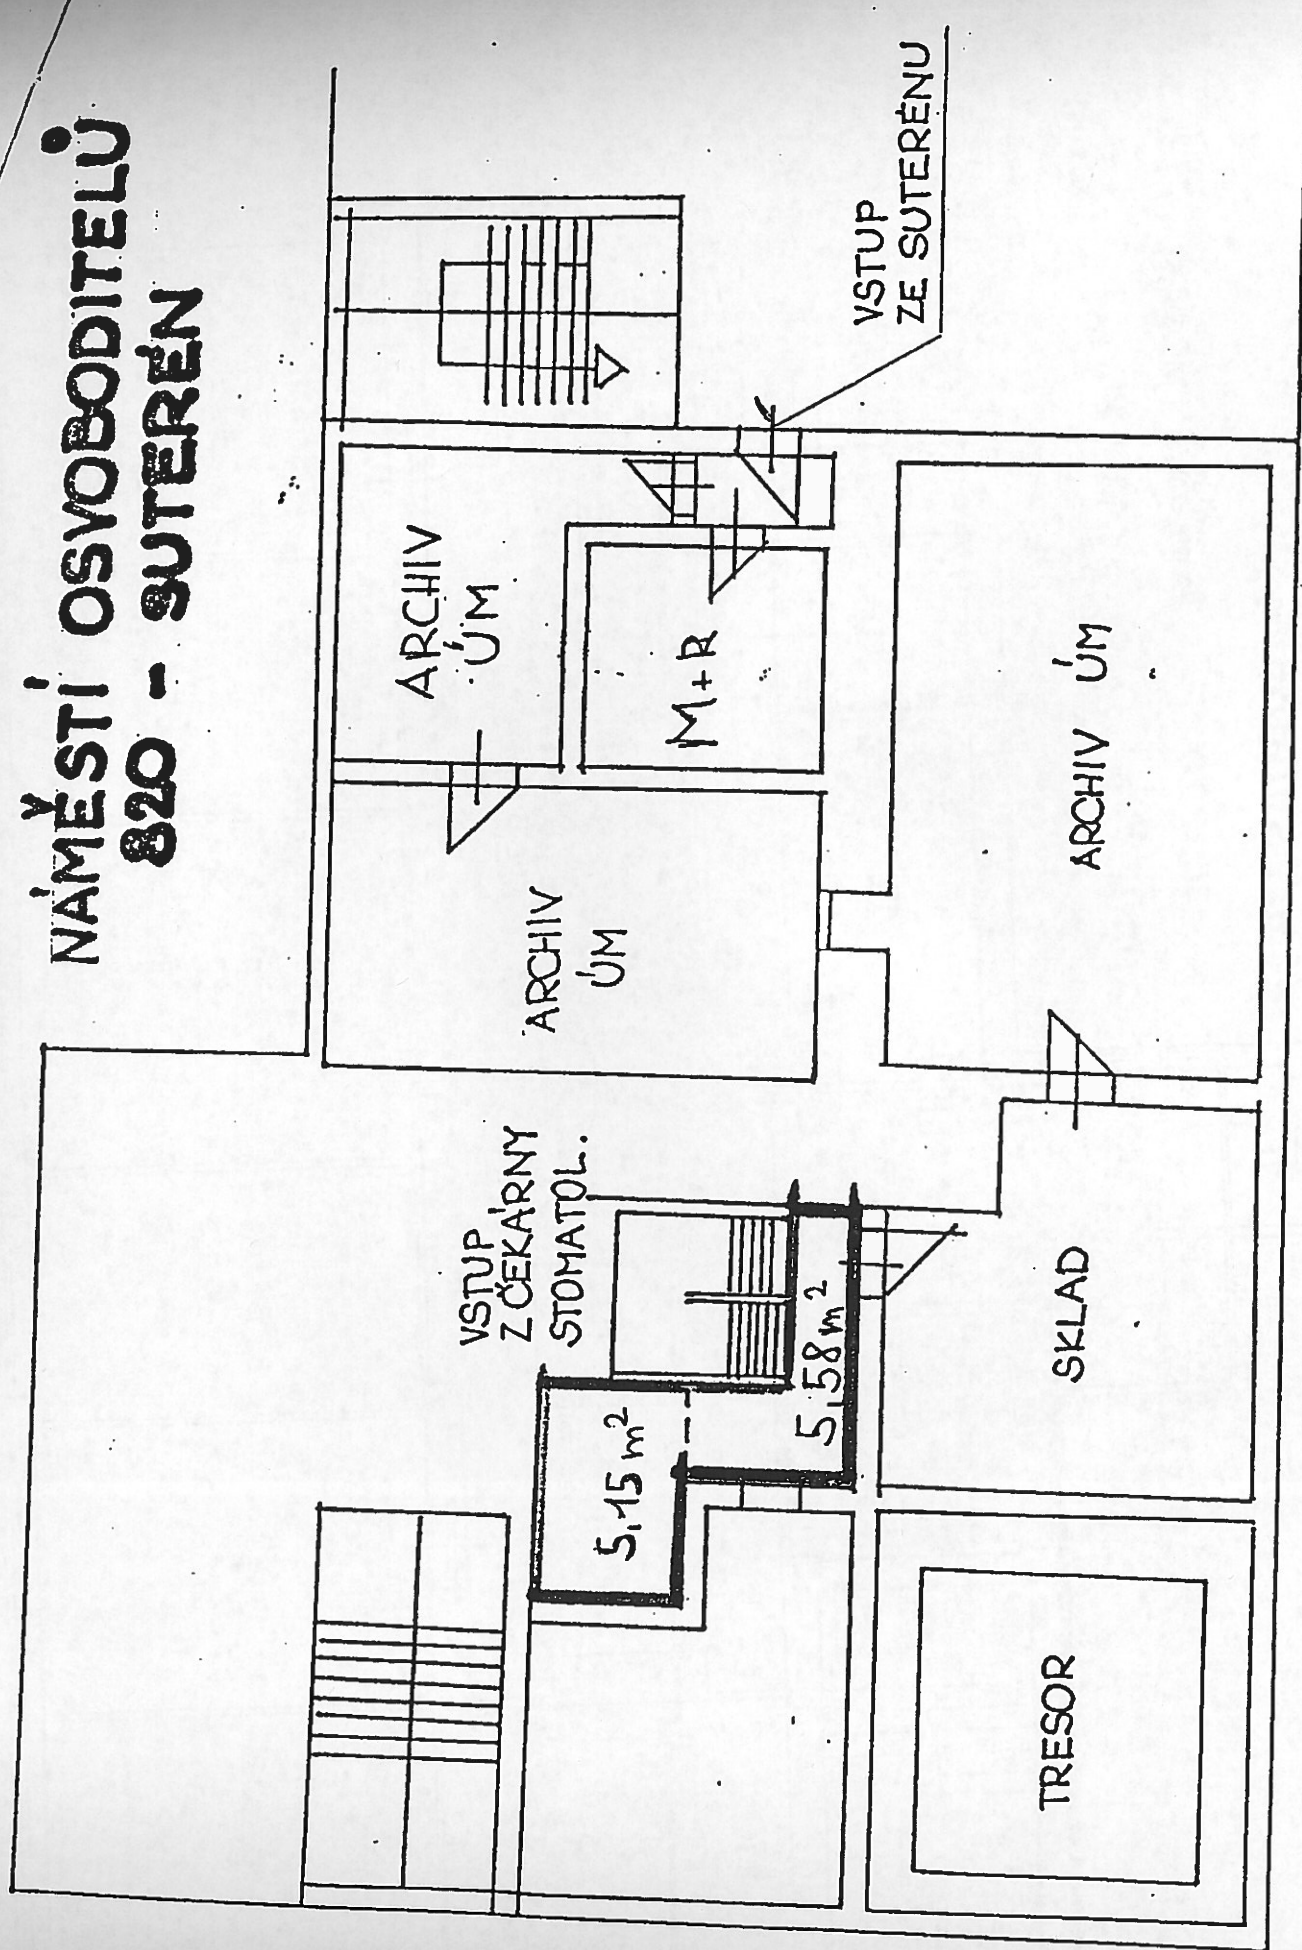 NÁMĚSTÍ OSVOBODITELŮ
820 - SUTERÉN
VSTUP
Z ČEKÁRNY
STOMATOL.
ARCHIV
ÚM
ARCHIV
ÚM
M+R
VSTUP
ZE SUTERÉNU
5,15 m²
5,58 m²
ARCHIV ÚM
SKLAD
TRESOR